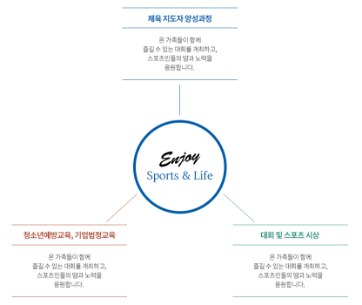 체육 지도자 양성과정
온 가족들이 함께
즐길 수 있는 대회를 개최하고,
스포츠인들의 땀과 노력을
응원합니다.
Enjoy
Sports & Life
청소년예방교육, 기업법정교육
온 가족들이 함께
즐길 수 있는 대회를 개최하고,
스포츠인들의 땀과 노력을
응원합니다.
대회 및 스포츠 시상
온 가족들이 함께
즐길 수 있는 대회를 개최하고,
스포츠인들의 땀과 노력을
응원합니다.